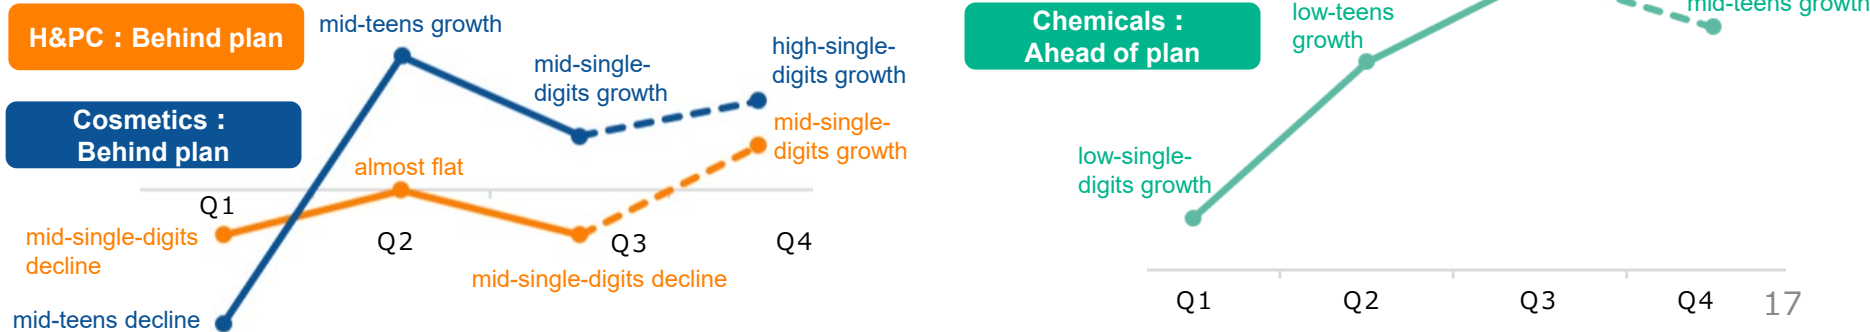 H&PC：Behind plan
Cosmetics：
Behind plan
mid-teens growth
mid-single-
digits growth
high-single-
digits growth
mid-single-
digits growth
almost flat
Q1
Q2
Q3
Q4
mid-single-digits
decline
mid-single-digits decline
mid-teens decline
Chemicals：
Ahead of plan
low-teens
growth
mid-teens growth
low-single-
digits growth
Q1
Q2
Q3
Q4
17